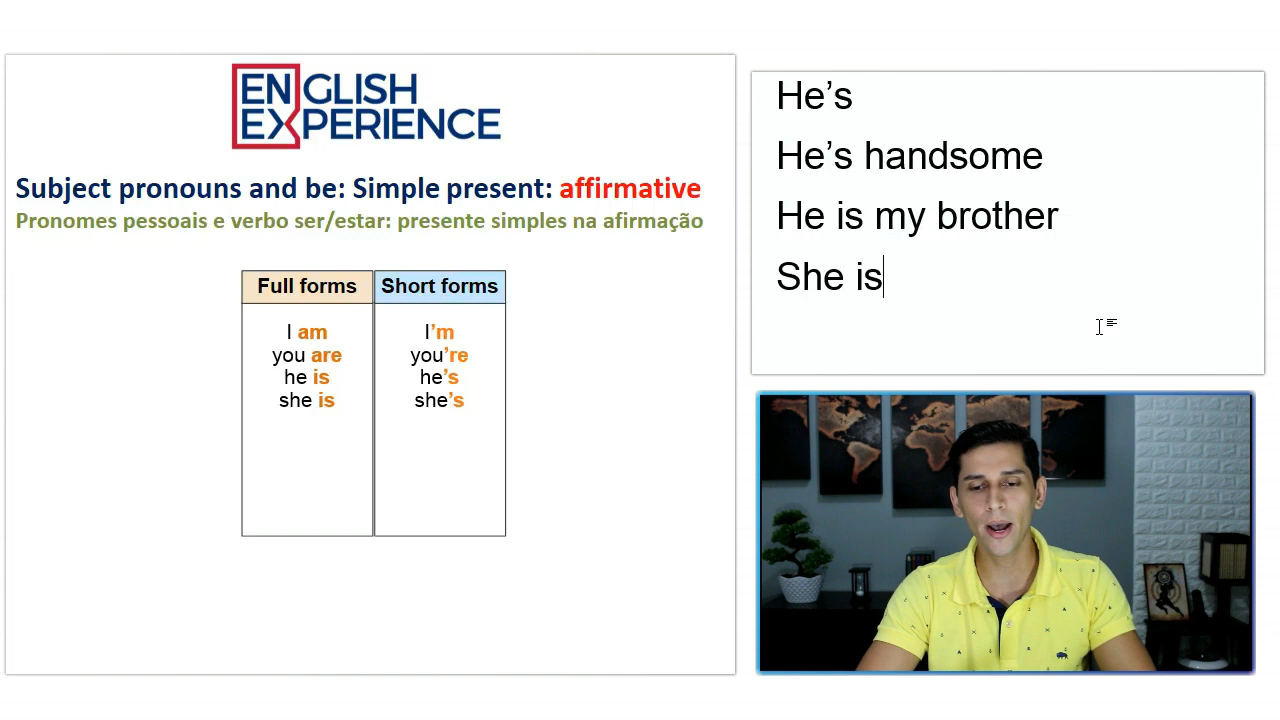 ENGLISH
EXPERIENCE
Subject pronouns and be: Simple present: affirmative
Pronomes pessoais e verbo ser/estar: presente simples na afirmação
Full forms
I am
you are
he is
she is
Short forms
I’m
you’re
he’s
she’s
He’s
He’s handsome
He is my brother
She is